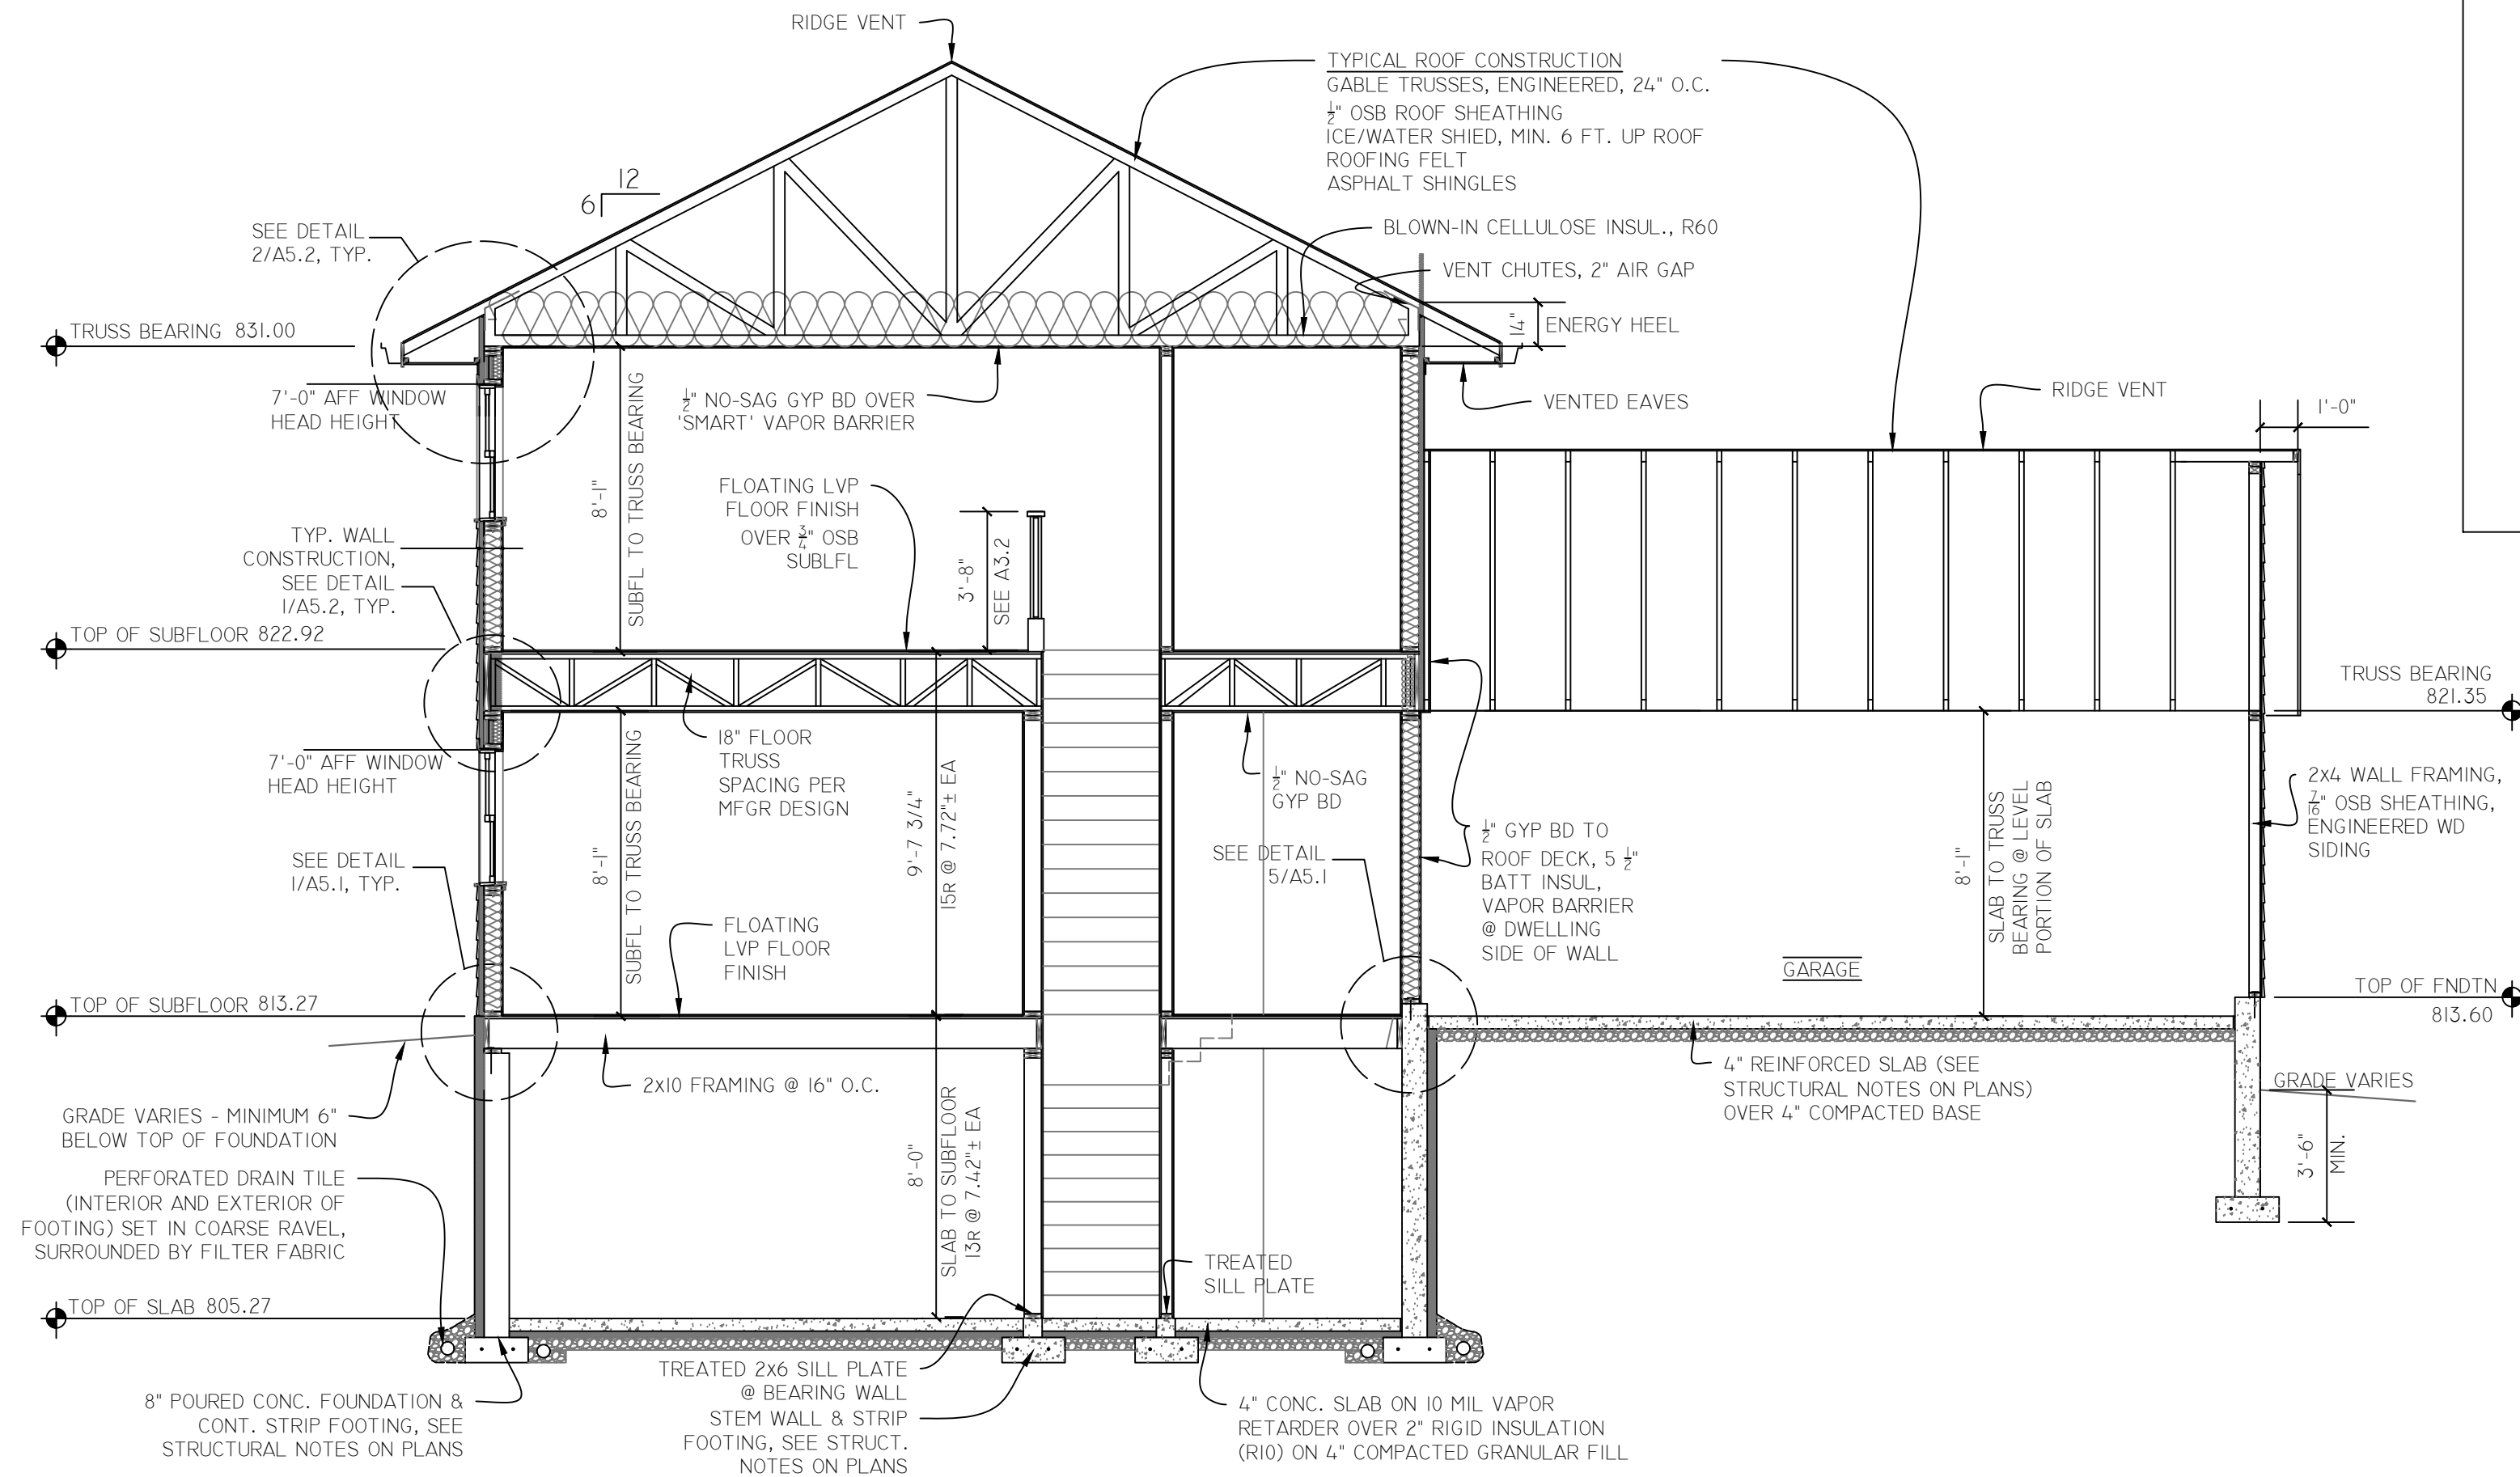 RIDGE VENT
TYPICAL ROOF CONSTRUCTION
GABLE TRUSSES, ENGINEERED, 24" O.C.
½" OSB ROOF SHEATHING
ICE/WATER SHIED, MIN. 6 FT. UP ROOF
ROOFING FELT
ASPHALT SHINGLES
12
6
SEE DETAIL
2/A5.2, TYP.
BLOWN-IN CELLULOSE INSUL., R60
VENT CHUTES, 2" AIR GAP
14"
ENERGY HEEL
TRUSS BEARING 831.00
7'-0" AFF WINDOW
HEAD HEIGHT
½" NO-SAG GYP BD OVER
'SMART' VAPOR BARRIER
VENTED EAVES
RIDGE VENT
1'-0"
8'-1"
SUBFL TO TRUSS BEARING
FLOATING LVP
FLOOR FINISH
OVER ¾" OSB
SUBLFL
3'-8"
SEE A3.2
TYP. WALL
CONSTRUCTION,
SEE DETAIL
1/A5.2, TYP.
TOP OF SUBFLOOR 822.92
TRUSS BEARING
821.35
7'-0" AFF WINDOW
HEAD HEIGHT
18" FLOOR
TRUSS
SPACING PER
MFGR DESIGN
8'-1"
SUBFL TO TRUSS BEARING
9'-7 3/4"
15R @ 7.72"± EA
½" NO-SAG
GYP BD
½" GYP BD TO
ROOF DECK, 5 ½"
BATT INSUL,
VAPOR BARRIER
@ DWELLING
SIDE OF WALL
8'-1"
SLAB TO TRUSS
BEARING @ LEVEL
PORTION OF SLAB
2x4 WALL FRAMING,
7/16" OSB SHEATHING,
ENGINEERED WD
SIDING
SEE DETAIL
1/A5.1, TYP.
SEE DETAIL
5/A5.1
FLOATING
LVP FLOOR
FINISH
GARAGE
TOP OF SUBFLOOR 813.27
TOP OF FNDTN
813.60
2x10 FRAMING @ 16" O.C.
4" REINFORCED SLAB (SEE
STRUCTURAL NOTES ON PLANS)
OVER 4" COMPACTED BASE
GRADE VARIES
3'-6"
MIN.
GRADE VARIES - MINIMUM 6"
BELOW TOP OF FOUNDATION
PERFORATED DRAIN TILE
(INTERIOR AND EXTERIOR OF
FOOTING) SET IN COARSE RAVEL,
SURROUNDED BY FILTER FABRIC
8'-0"
SLAB TO SUBFLOOR
13R @ 7.42"± EA
TREATED
SILL PLATE
TOP OF SLAB 805.27
8" POURED CONC. FOUNDATION &
CONT. STRIP FOOTING, SEE
STRUCTURAL NOTES ON PLANS
TREATED 2x6 SILL PLATE
@ BEARING WALL
STEM WALL & STRIP
FOOTING, SEE STRUCT.
NOTES ON PLANS
4" CONC. SLAB ON 10 MIL VAPOR
RETARDER OVER 2" RIGID INSULATION
(R10) ON 4" COMPACTED GRANULAR FILL